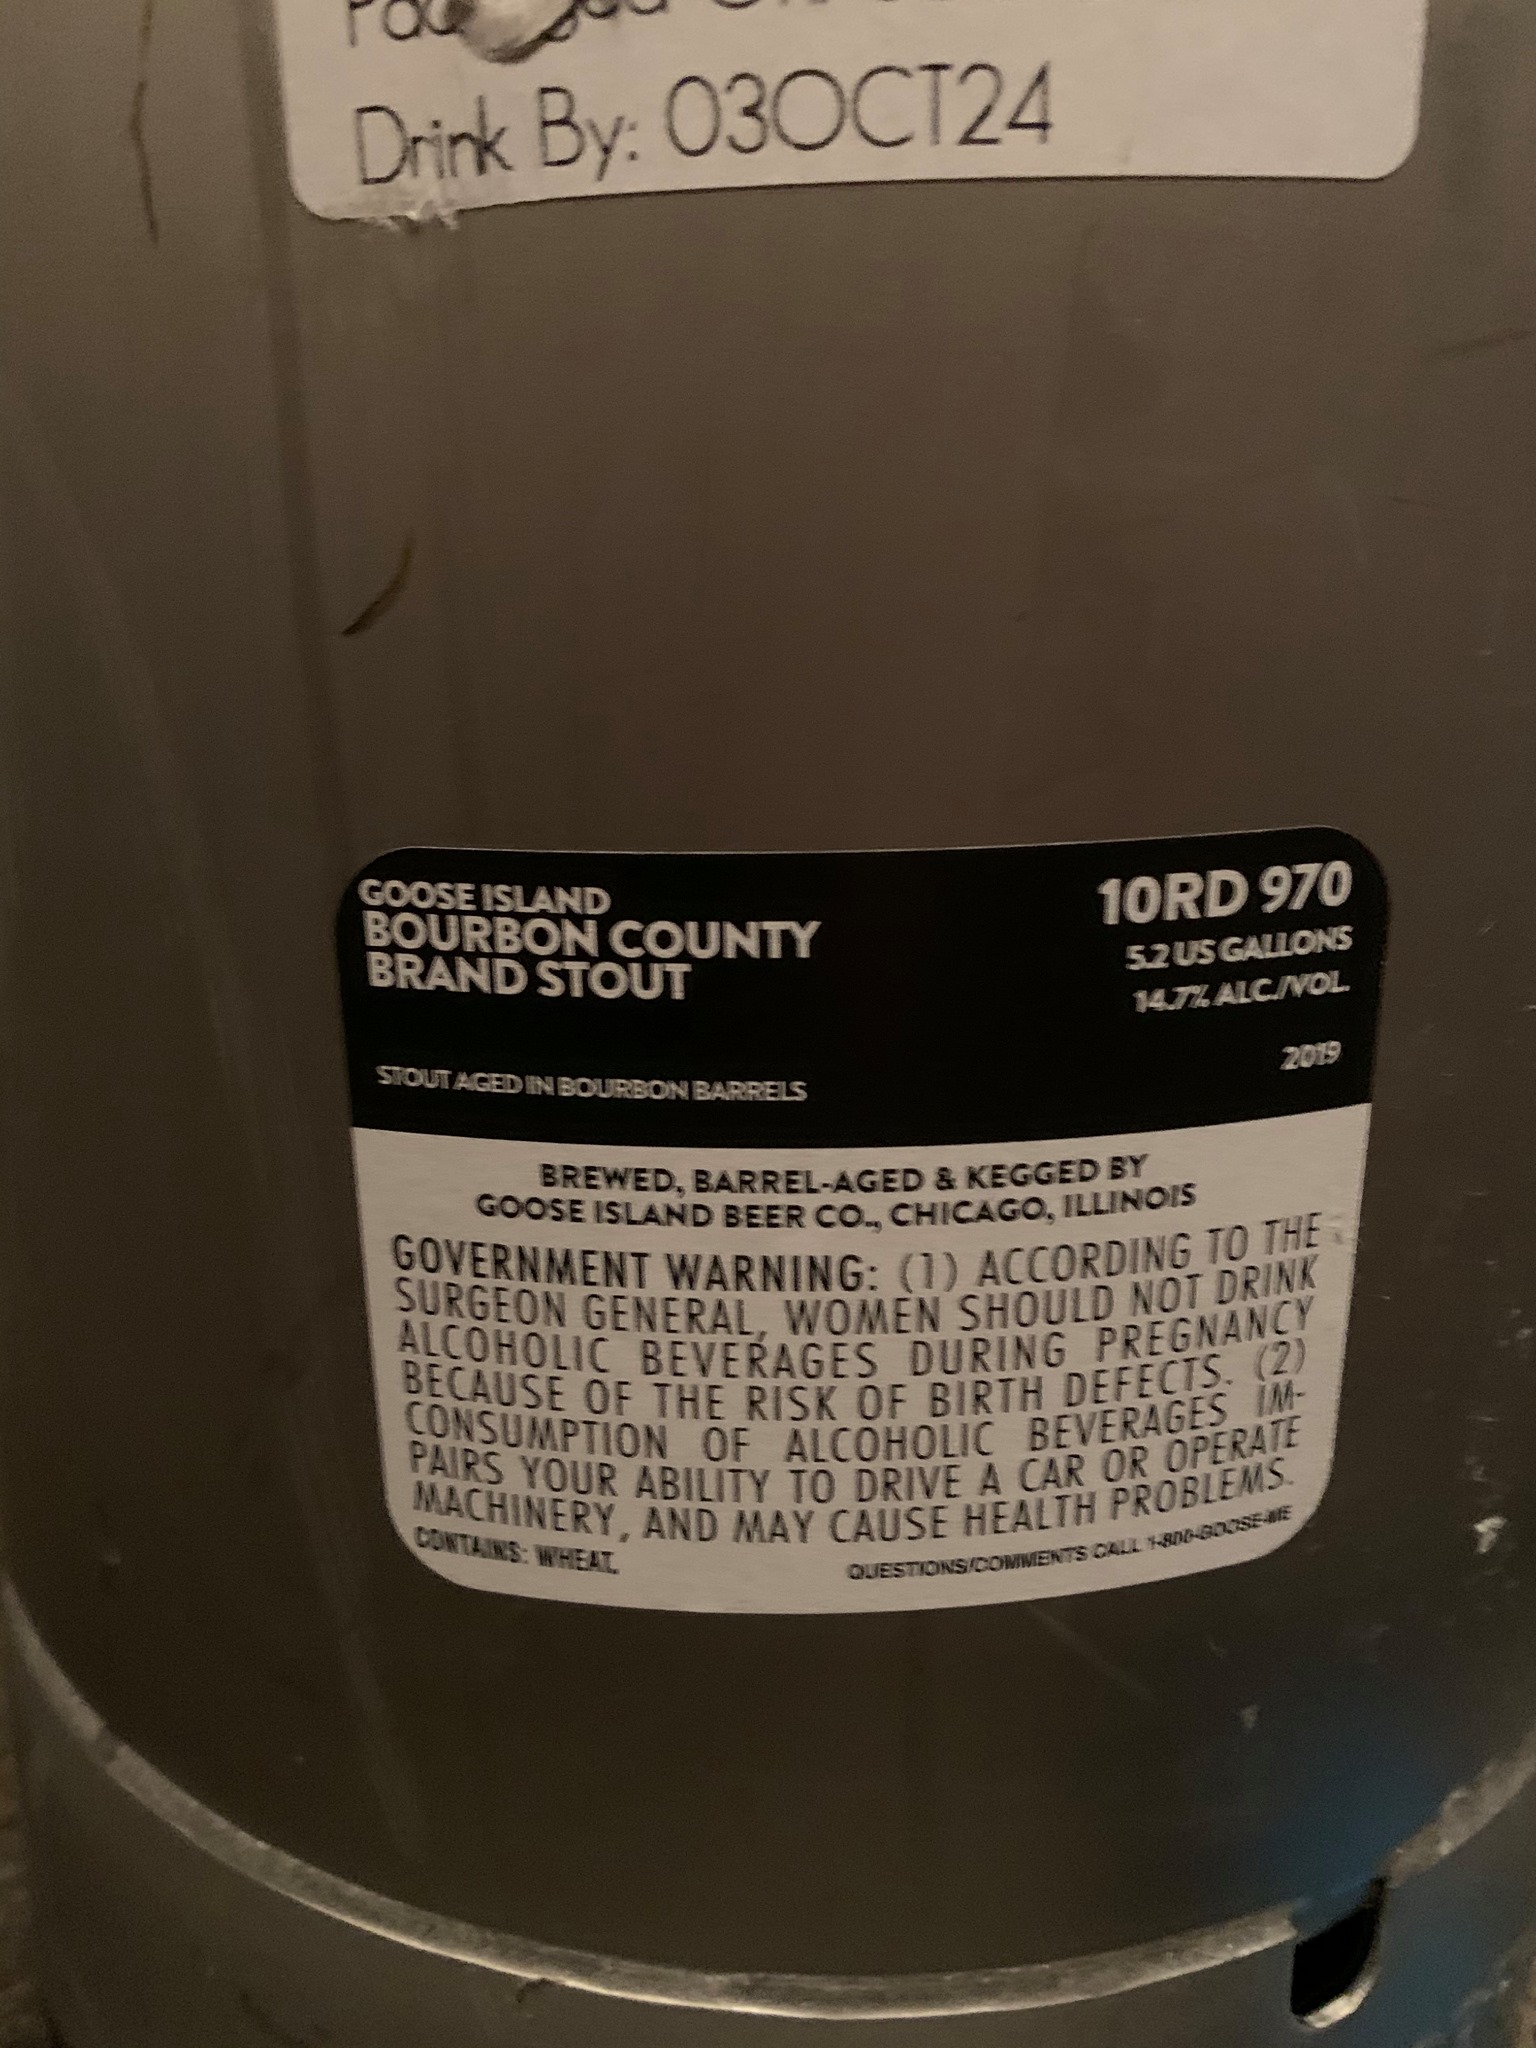 Drink By: 03OCT24
GOOSE ISLAND
BOURBON COUNTY
BRAND STOUT
10RD 970
5.2 US GALLONS
14.7% ALC./VOL.
2019
STOUT AGED IN BOURBON BARRELS
BREWED, BARREL-AGED & KEGGED BY
GOOSE ISLAND BEER CO., CHICAGO, ILLINOIS
GOVERNMENT WARNING: (1) ACCORDING TO THE
SURGEON GENERAL, WOMEN SHOULD NOT DRINK
ALCOHOLIC BEVERAGES DURING PREGNANCY
BECAUSE OF THE RISK OF BIRTH DEFECTS. (2)
CONSUMPTION OF ALCOHOLIC BEVERAGES IM-
PAIRS YOUR ABILITY TO DRIVE A CAR OR OPERATE
MACHINERY, AND MAY CAUSE HEALTH PROBLEMS.
CONTAINS: WHEAT.
QUESTIONS/COMMENTS CALL 1-800-GOOSE-ME